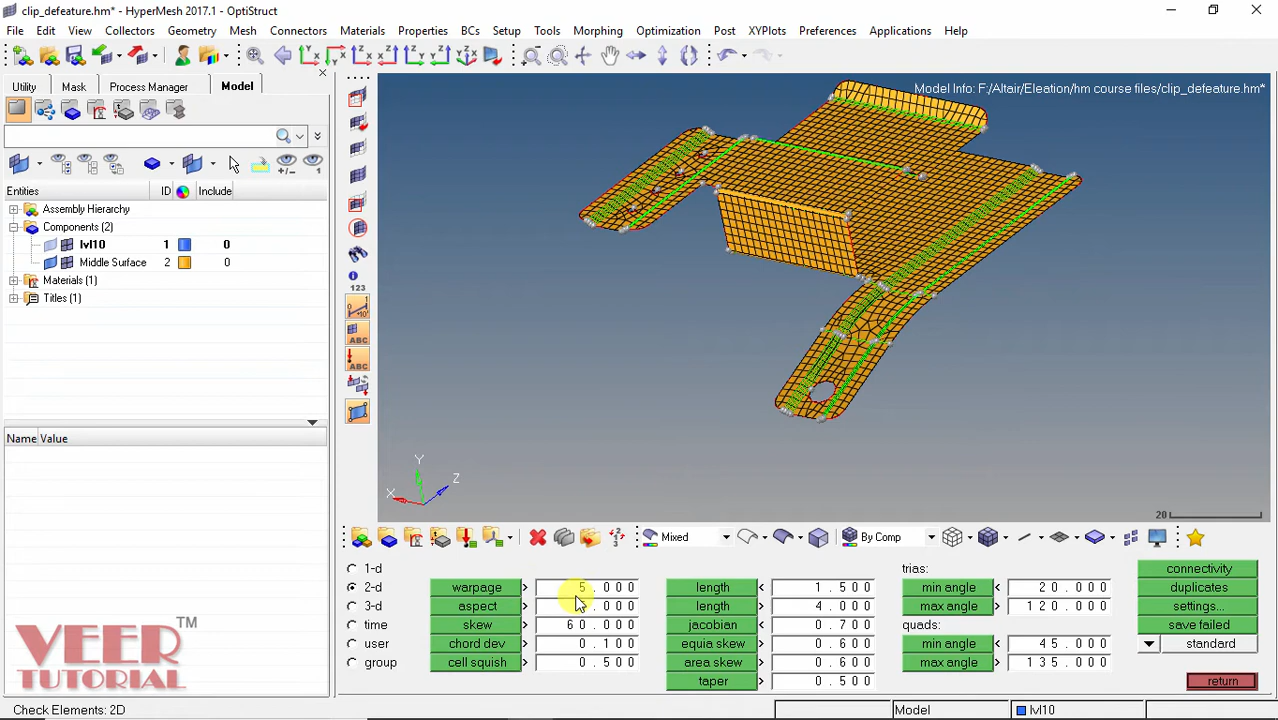 clip_defeature.hm* - HyperMesh 2017.1 - OptiStruct
File Edit View Collectors Geometry Mesh Connectors Materials Properties BCs Setup Tools Morphing Optimization Post XYPlots Preferences Applications Help
Utility Mask Process Manager Model
Model Info: F:/Altair/Eleation/hm course files/clip_defeature.hm*
Entities ID Include
Assembly Hierarchy
Components (2)
lvl10 1 0
Middle Surface 2 0
Materials (1)
Titles (1)
123
ABC
ABC
Name Value
Y
Z
X
20
Mixed By Comp
1-d
2-d
3-d
time
user
group
warpage > 5.000
aspect > .000
skew > 60.000
chord dev > 0.100
cell squish > 0.500
length < 1.500
length > 4.000
jacobian < 0.700
equia skew > 0.600
area skew > 0.600
taper > 0.500
trias:
min angle < 20.000
max angle > 120.000
quads:
min angle < 45.000
max angle > 135.000
connectivity
duplicates
settings...
save failed
standard
return
VEER TM
TUTORIAL
Check Elements: 2D Model lvl10